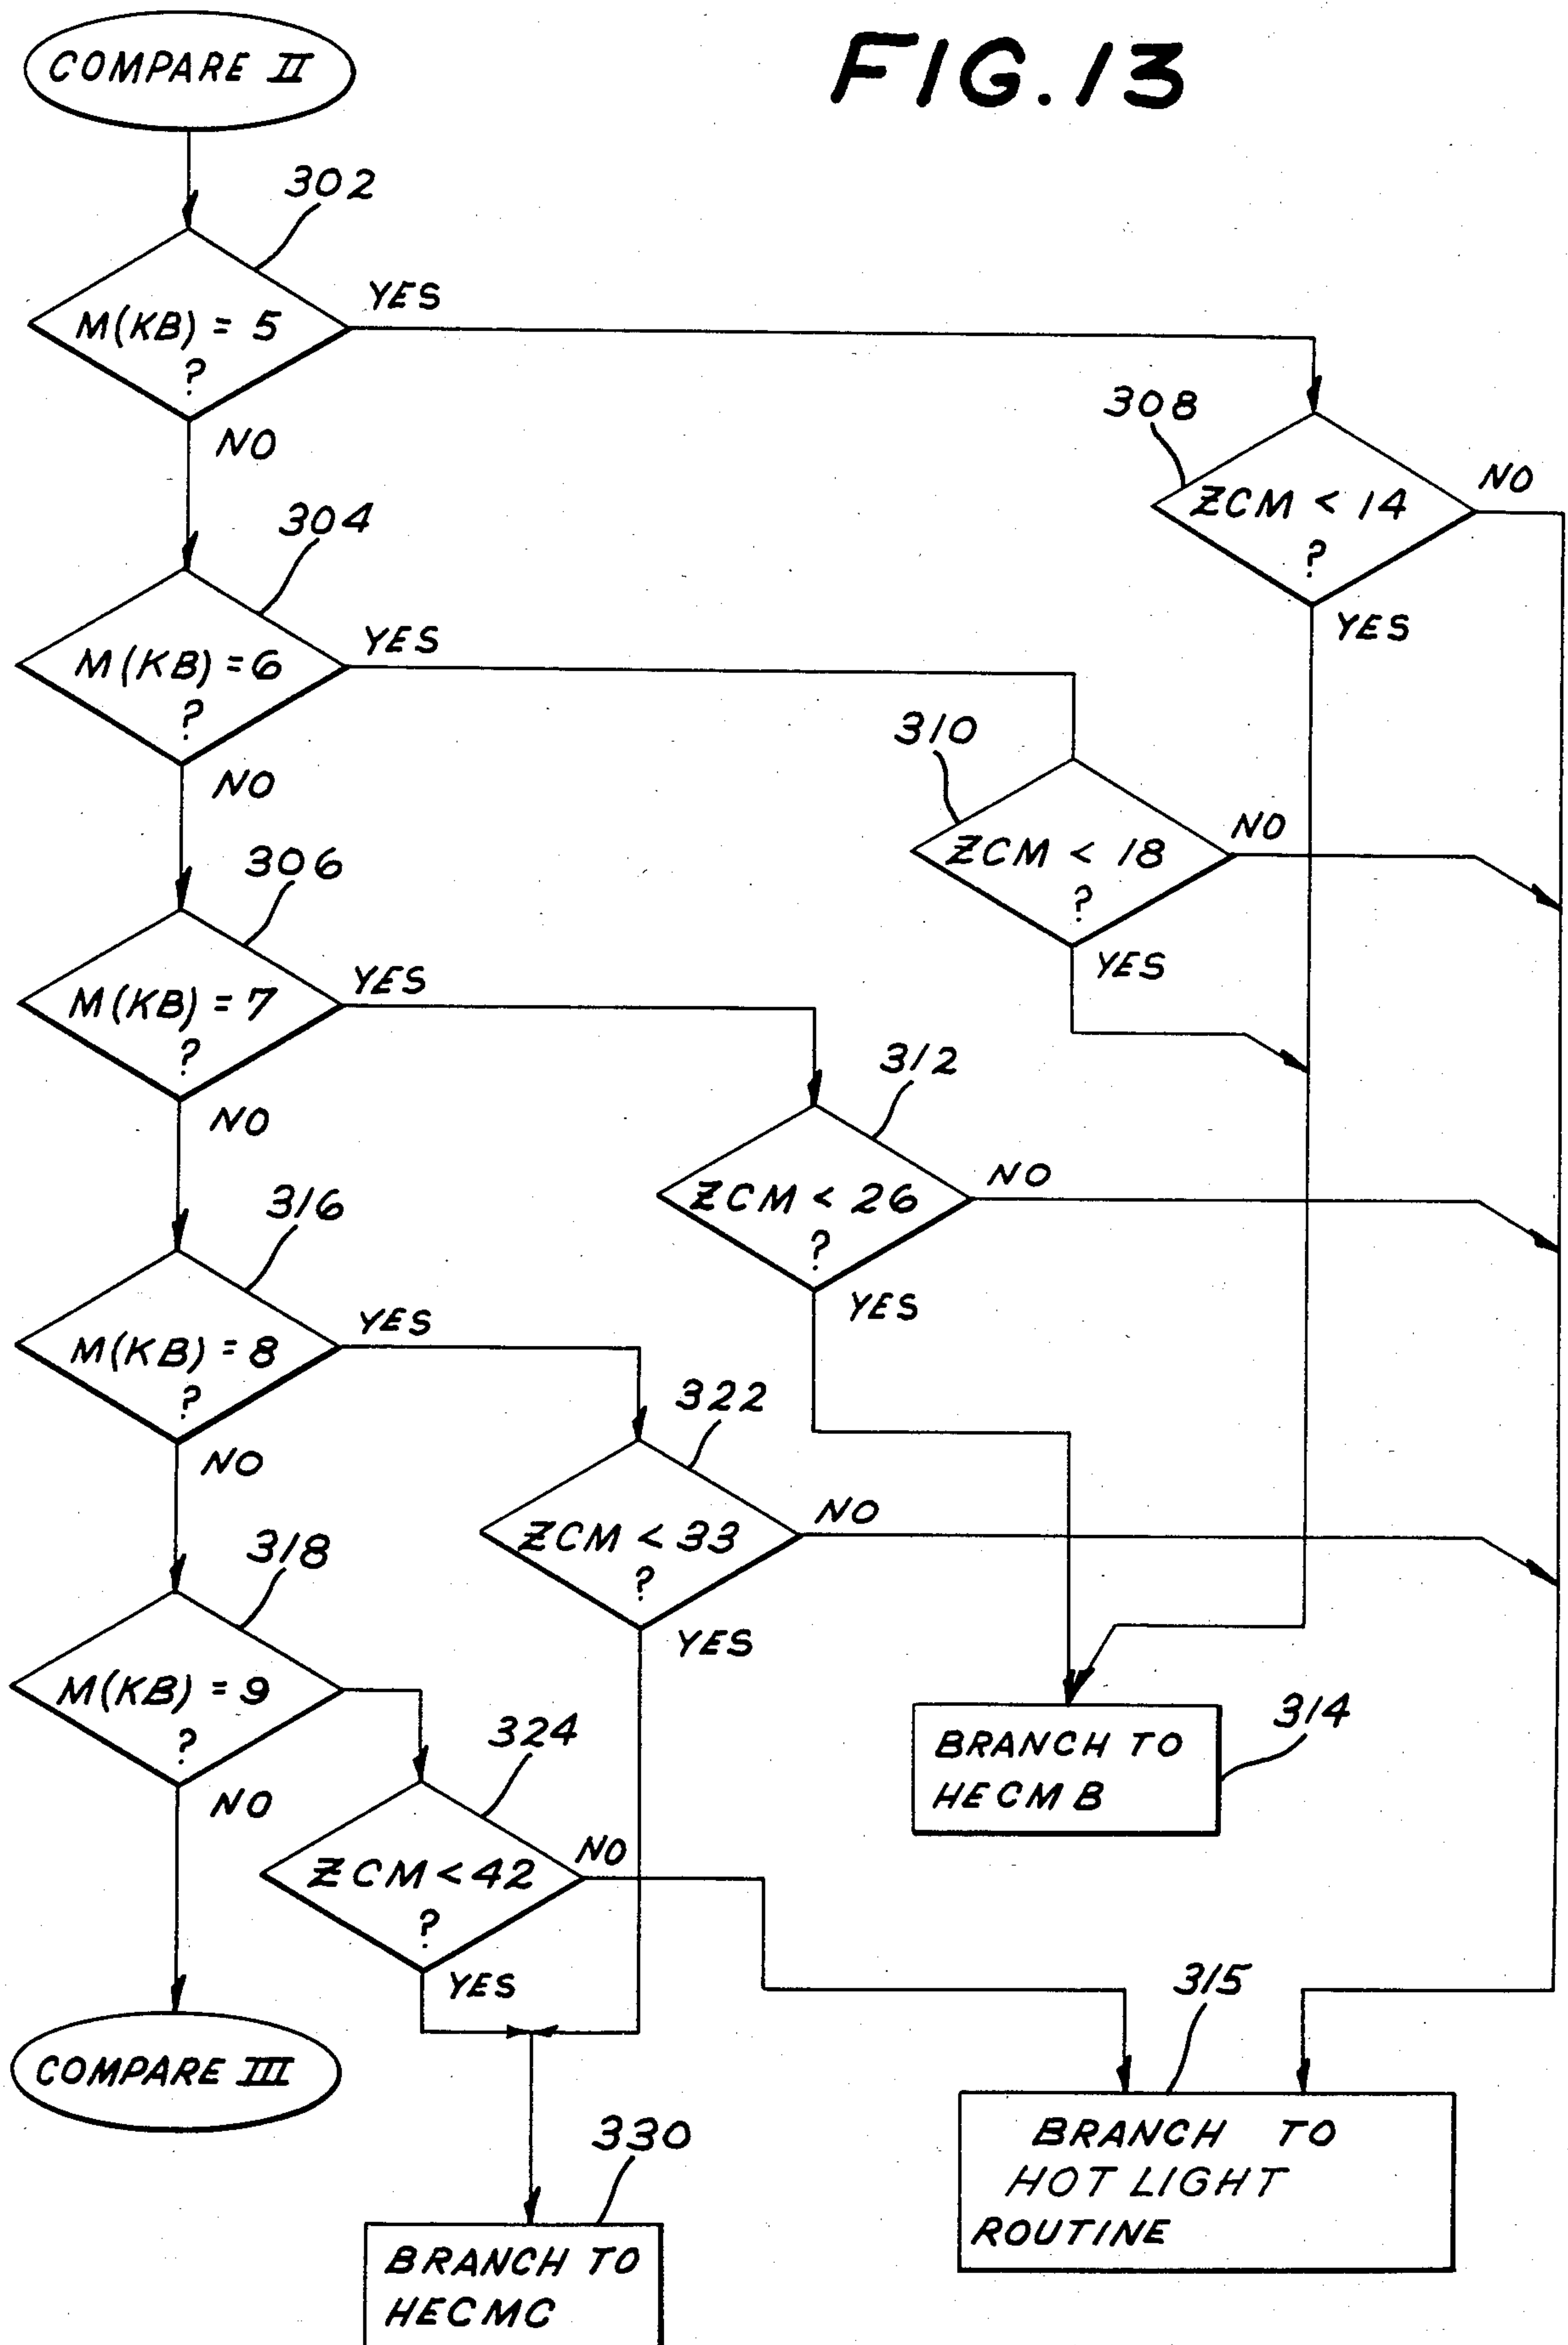 COMPARE II
FIG. 13
302
M(KB) = 5
?
YES
NO
308
ZCM < 14
?
NO
YES
304
M(KB) = 6
?
YES
NO
310
ZCM < 18
?
NO
YES
306
M(KB) = 7
?
YES
NO
312
ZCM < 26
?
NO
YES
316
M(KB) = 8
?
YES
NO
322
ZCM < 33
?
NO
YES
318
M(KB) = 9
?
NO
324
ZCM < 42
?
NO
YES
314
BRANCH TO
HECM B
COMPARE III
315
BRANCH TO
HOT LIGHT
ROUTINE
330
BRANCH TO
HECMC